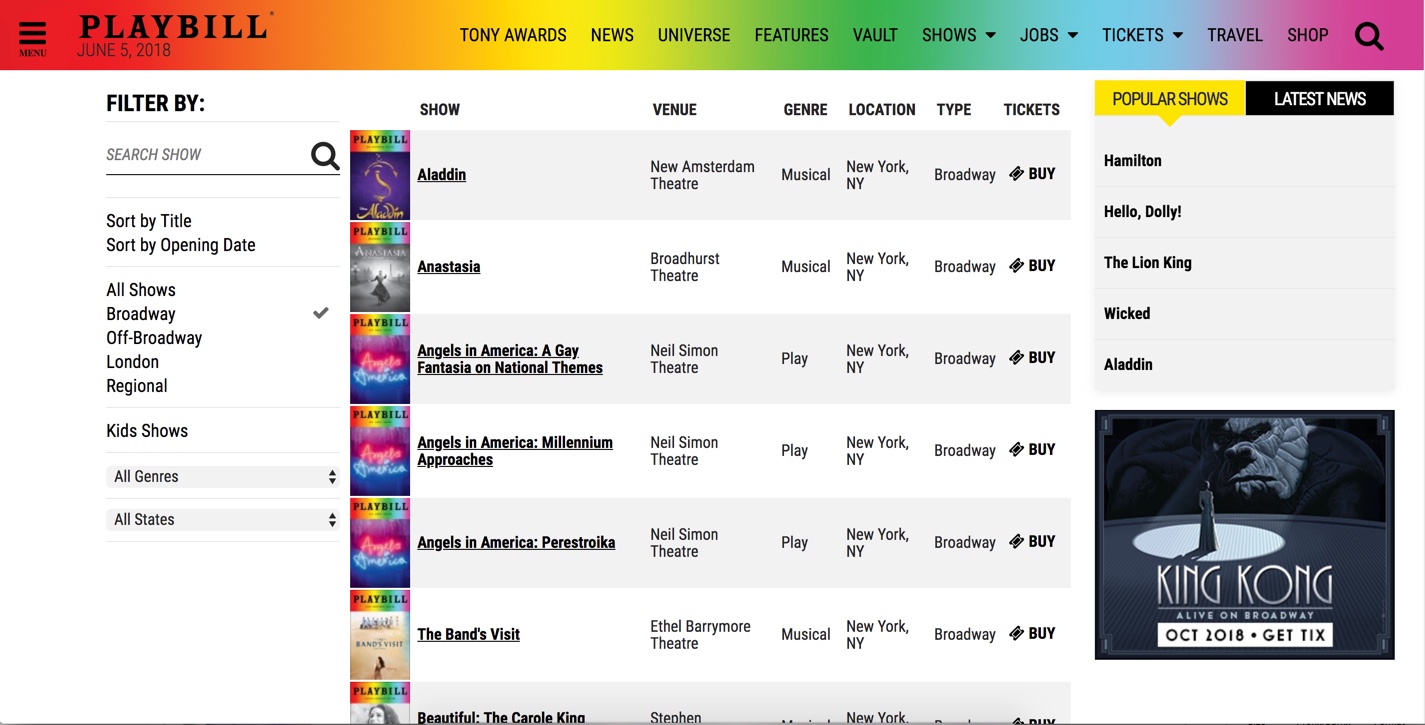 PLAYBILL
JUNE 5, 2018
MENU
TONY AWARDS NEWS UNIVERSE FEATURES VAULT SHOWS JOBS TICKETS TRAVEL SHOP
FILTER BY:
SEARCH SHOW
Sort by Title
Sort by Opening Date
All Shows
Broadway
Off-Broadway
London
Regional
Kids Shows
All Genres
All States
SHOW VENUE GENRE LOCATION TYPE TICKETS
PLAYBILL
Aladdin
Aladdin
New Amsterdam
Theatre
Musical
New York,
NY
Broadway
BUY
PLAYBILL
ANASTASIA
Anastasia
Broadhurst
Theatre
Musical
New York,
NY
Broadway
BUY
PLAYBILL
Angels in
America
Angels in America: A Gay
Fantasia on National Themes
Neil Simon
Theatre
Play
New York,
NY
Broadway
BUY
PLAYBILL
Angels in
America
Angels in America: Millennium
Approaches
Neil Simon
Theatre
Play
New York,
NY
Broadway
BUY
PLAYBILL
Angels in
America
Angels in America: Perestroika
Neil Simon
Theatre
Play
New York,
NY
Broadway
BUY
PLAYBILL
BAND'S VISIT
The Band's Visit
Ethel Barrymore
Theatre
Musical
New York,
NY
Broadway
BUY
PLAYBILL
Beautiful: The Carole King
Stephen
Musical
New York,
Broadway
BUY
POPULAR SHOWS LATEST NEWS
Hamilton
Hello, Dolly!
The Lion King
Wicked
Aladdin
KING KONG
ALIVE ON BROADWAY
OCT 2018 • GET TIX